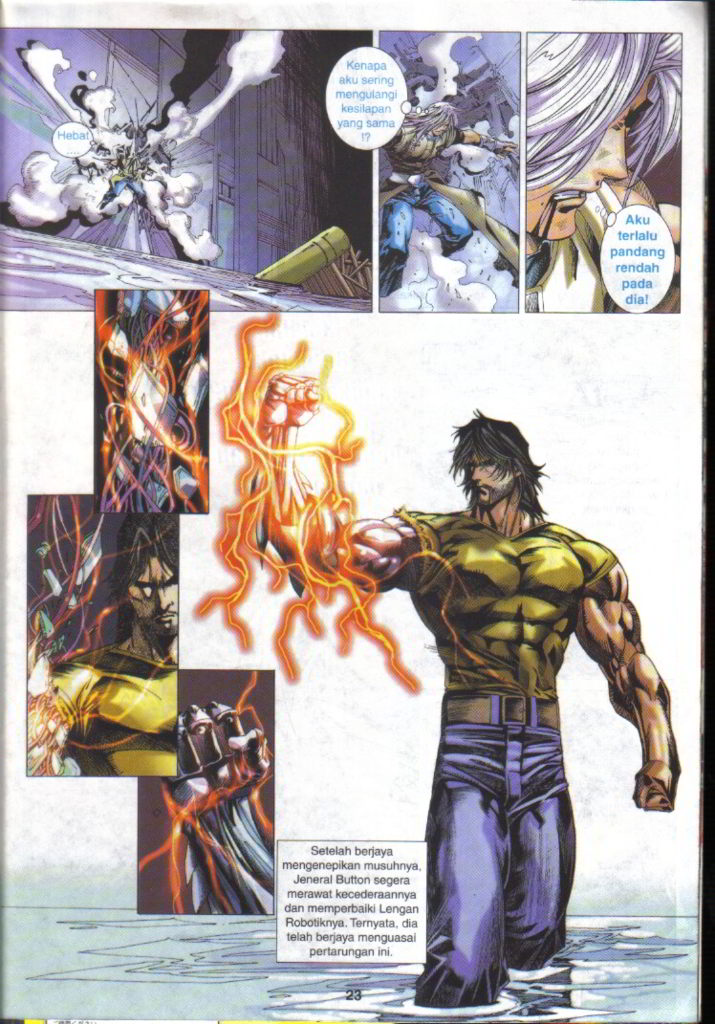 Hebat
....
Kenapa
aku sering
mengulangi
kesilapan
yang sama
!?
Aku
terlalu
pandang
rendah
pada
dia!
Setelah berjaya
mengenepikan musuhnya,
Jeneral Button segera
merawat kecederaannya
dan memperbaiki Lengan
Robotiknya. Ternyata, dia
telah berjaya menguasai
pertarungan ini.
23